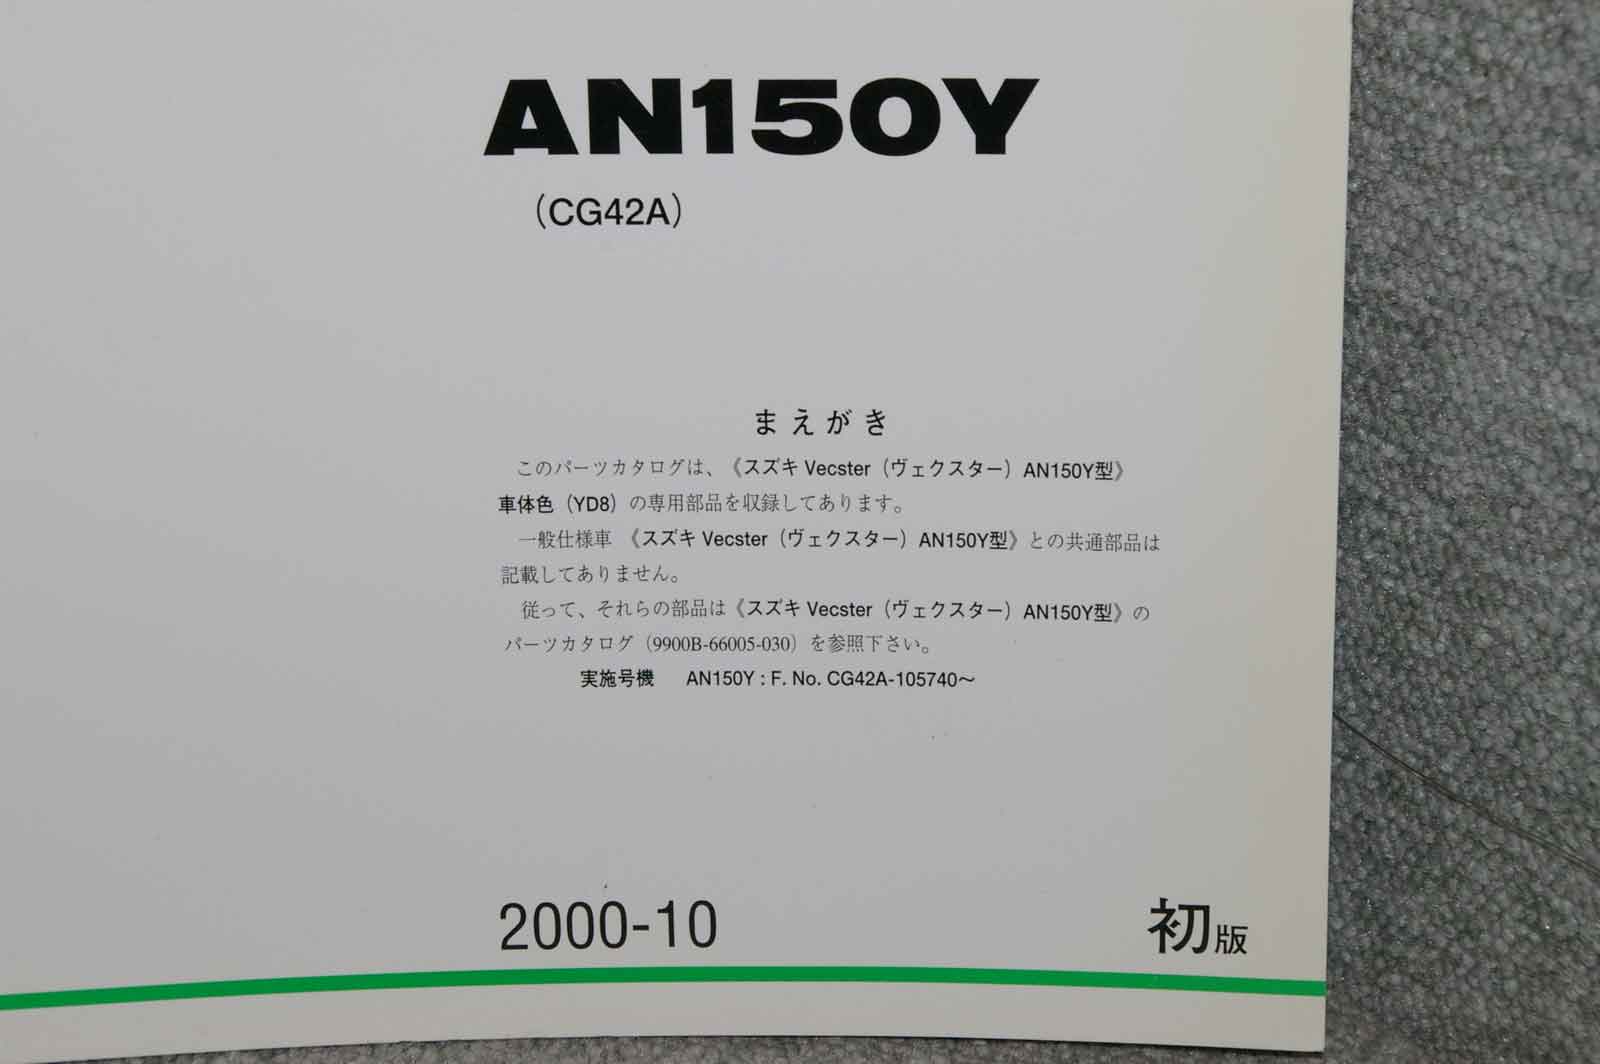 AN150Y
（CG42A）
まえがき
このパーツカタログは、《スズキ Vecster（ヴェクスター）AN150Y型》
車体色（YD8）の専用部品を収録してあります。
一般仕様車 《スズキ Vecster（ヴェクスター）AN150Y型》との共通部品は
記載してありません。
従って、それらの部品は《スズキ Vecster（ヴェクスター）AN150Y型》の
パーツカタログ（9900B-66005-030）を参照下さい。
実施号機 AN150Y : F. No. CG42A-105740～
2000-10 初版